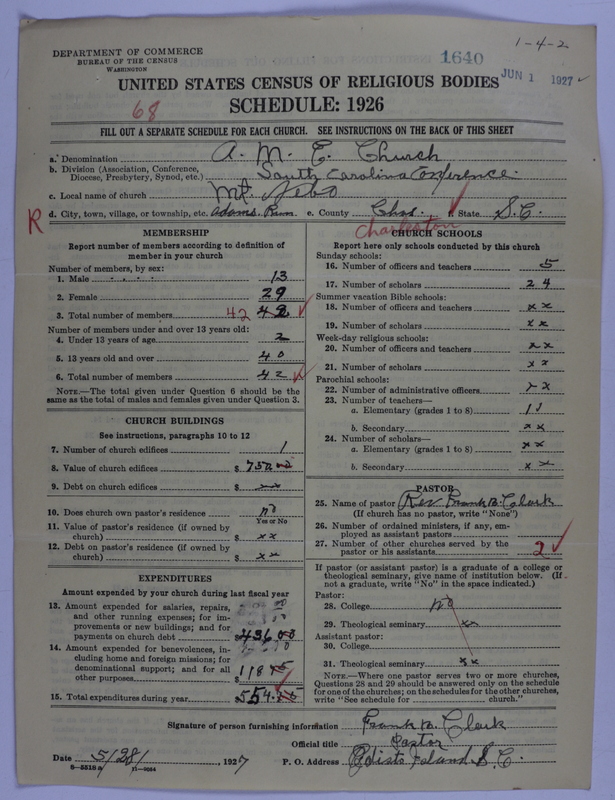 1-4-2
DEPARTMENT OF COMMERCE
BUREAU OF THE CENSUS
WASHINGTON
1640
JUN 1 1927
UNITED STATES CENSUS OF RELIGIOUS BODIES
68
SCHEDULE: 1926
FILL OUT A SEPARATE SCHEDULE FOR EACH CHURCH. SEE INSTRUCTIONS ON THE BACK OF THIS SHEET
a. Denomination A. M. E. Church
b. Division (Association, Conference, Diocese, Presbytery, Synod, etc.) South Carolina Conference.
c. Local name of church Mt. Nebo
R d. City, town, village, or township, etc. Adams. Run. e. County Chas. f. State S.C.
Charleston
MEMBERSHIP
Report number of members according to definition of
member in your church
Number of members, by sex:
1. Male 13
2. Female 29
3. Total number of members 42 42
Number of members under and over 13 years old:
4. Under 13 years of age 2
5. 13 years old and over 40
6. Total number of members 42
NOTE.—The total given under Question 6 should be
same as the total of males and females given under Question 3.
CHURCH BUILDINGS
See instructions, paragraphs 10 to 12
7. Number of church edifices 1
8. Value of church edifices $ 750.00
9. Debt on church edifices $ xx
10. Does church own pastor's residence no
Yes or No
11. Value of pastor's residence (if owned by
church) $ xx
12. Debt on pastor's residence (if owned by
church) $ xx
EXPENDITURES
Amount expended by your church during last fiscal year
13. Amount expended for salaries, repairs,
and other running expenses; for im-
provements or new buildings; and for
payments on church debt $ 436.00
14. Amount expended for benevolences, in-
cluding home and foreign missions; for
denominational support; and for all
other purposes 118
15. Total expenditures during year $ 554
CHURCH SCHOOLS
Report here only schools conducted by this church
Sunday schools:
16. Number of officers and teachers 5
17. Number of scholars 24
Summer vacation Bible schools:
18. Number of officers and teachers xx
19. Number of scholars xx
Week-day religious schools:
20. Number of officers and teachers xx
21. Number of scholars xx
Parochial schools:
22. Number of administrative officers xx
23. Number of teachers—
a. Elementary (grades 1 to 8)
b. Secondary xx
24. Number of scholars—
a. Elementary (grades 1 to 8) xx
b. Secondary xx
PASTOR
25. Name of pastor Rev. Frank B. Clark
(If church has no pastor, write "None")
26. Number of ordained ministers, if any, em-
ployed as assistant pastors
27. Number of other churches served by the
pastor or his assistants 2
If pastor (or assistant pastor) is a graduate of a college or
theological seminary, give name of institution below. (If
not a graduate, write "No" in the space indicated.)
Pastor:
28. College no
29. Theological seminary xx
Assistant pastor:
30. College
31. Theological seminary xx
NOTE.—Where one pastor serves two or more churches,
Questions 28 and 29 should be answered only on the schedule
for one of the churches; on the schedules for the other churches,
write "See schedule for church."
Signature of person furnishing information Frank B. Clark
Official title Pastor
Date 5/28/, 1927 P. O. Address Edisto Island S. C.
8-5518a 11-9084